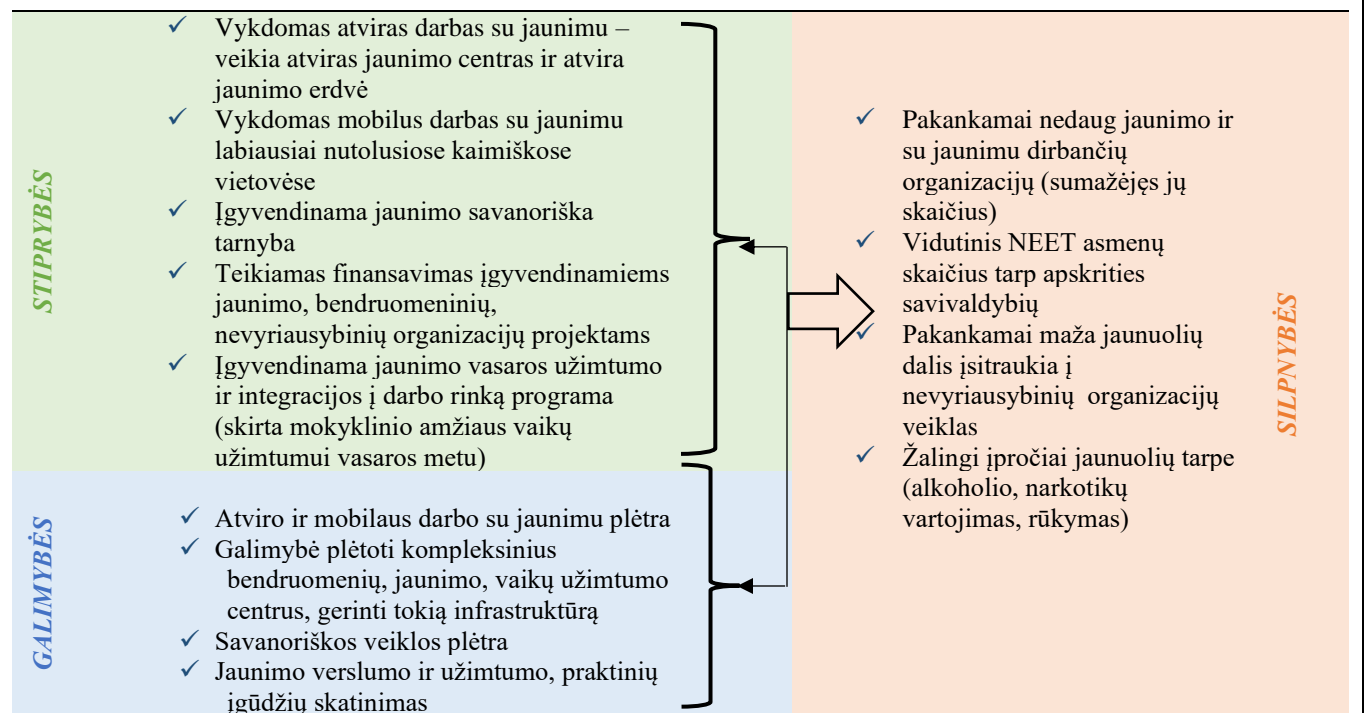 STIPRYBĖS
✓ Vykdomas atviras darbas su jaunimu –
veikia atviras jaunimo centras ir atvira
jaunimo erdvė
✓ Vykdomas mobilus darbas su jaunimu
labiausiai nutolusiose kaimiškose
vietovėse
✓ Įgyvendinama jaunimo savanoriška
tarnyba
✓ Teikiamas finansavimas įgyvendinamiems
jaunimo, bendruomeninių,
nevyriausybinių organizacijų projektams
✓ Įgyvendinama jaunimo vasaros užimtumo
ir integracijos į darbo rinką programa
(skirta mokyklinio amžiaus vaikų
užimtumui vasaros metu)
GALIMYBĖS
✓ Atviro ir mobilaus darbo su jaunimu plėtra
✓ Galimybė plėtoti kompleksinius
bendruomenių, jaunimo, vaikų užimtumo
centrus, gerinti tokią infrastruktūrą
✓ Savanoriškos veiklos plėtra
✓ Jaunimo verslumo ir užimtumo, praktinių
įgūdžių skatinimas
✓ Pakankamai nedaug jaunimo ir
su jaunimu dirbančių
organizacijų (sumažėjęs jų
skaičius)
✓ Vidutinis NEET asmenų
skaičius tarp apskrities
savivaldybių
✓ Pakankamai maža jaunuolių
dalis įsitraukia į
nevyriausybinių organizacijų
veiklas
✓ Žalingi įpročiai jaunuolių tarpe
(alkoholio, narkotikų
vartojimas, rūkymas)
SILPNYBĖS